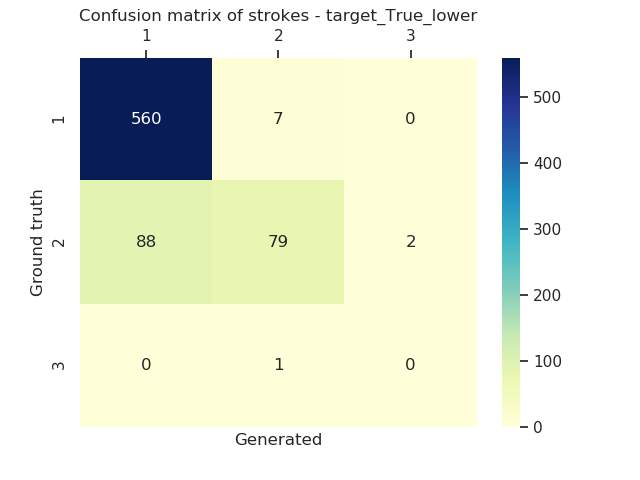 Confusion matrix of strokes - target_True_lower
1 2 3
1 560 7 0
2 88 79 2
3 0 1 0
Ground truth
Generated
500
400
300
200
100
0